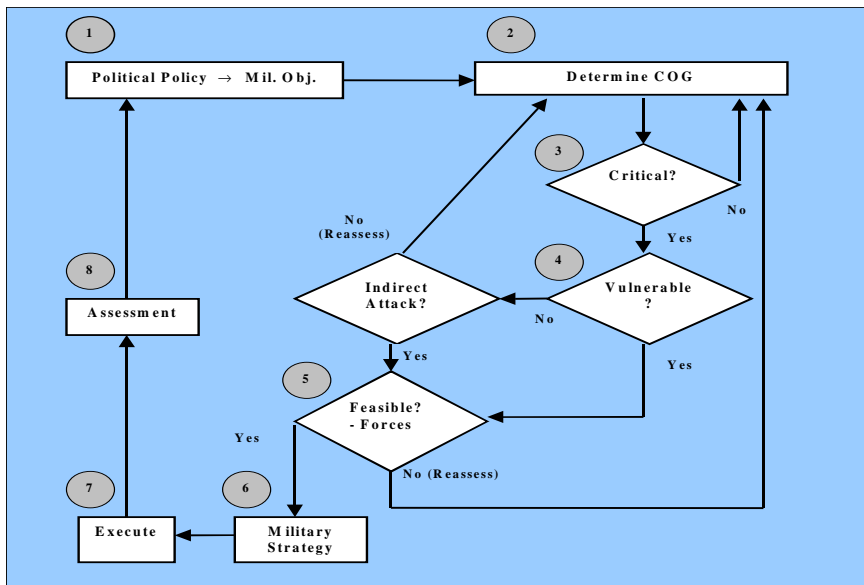 1
2
Political Policy → Mil. Obj.
Determine COG
3
Critical?
No
No
(Reassess)
Yes
4
8
Indirect
Attack?
Vulnerable
?
Assessment
No
Yes
Yes
5
Feasible?
- Forces
Yes
No (Reassess)
7
6
Execute
Military
Strategy